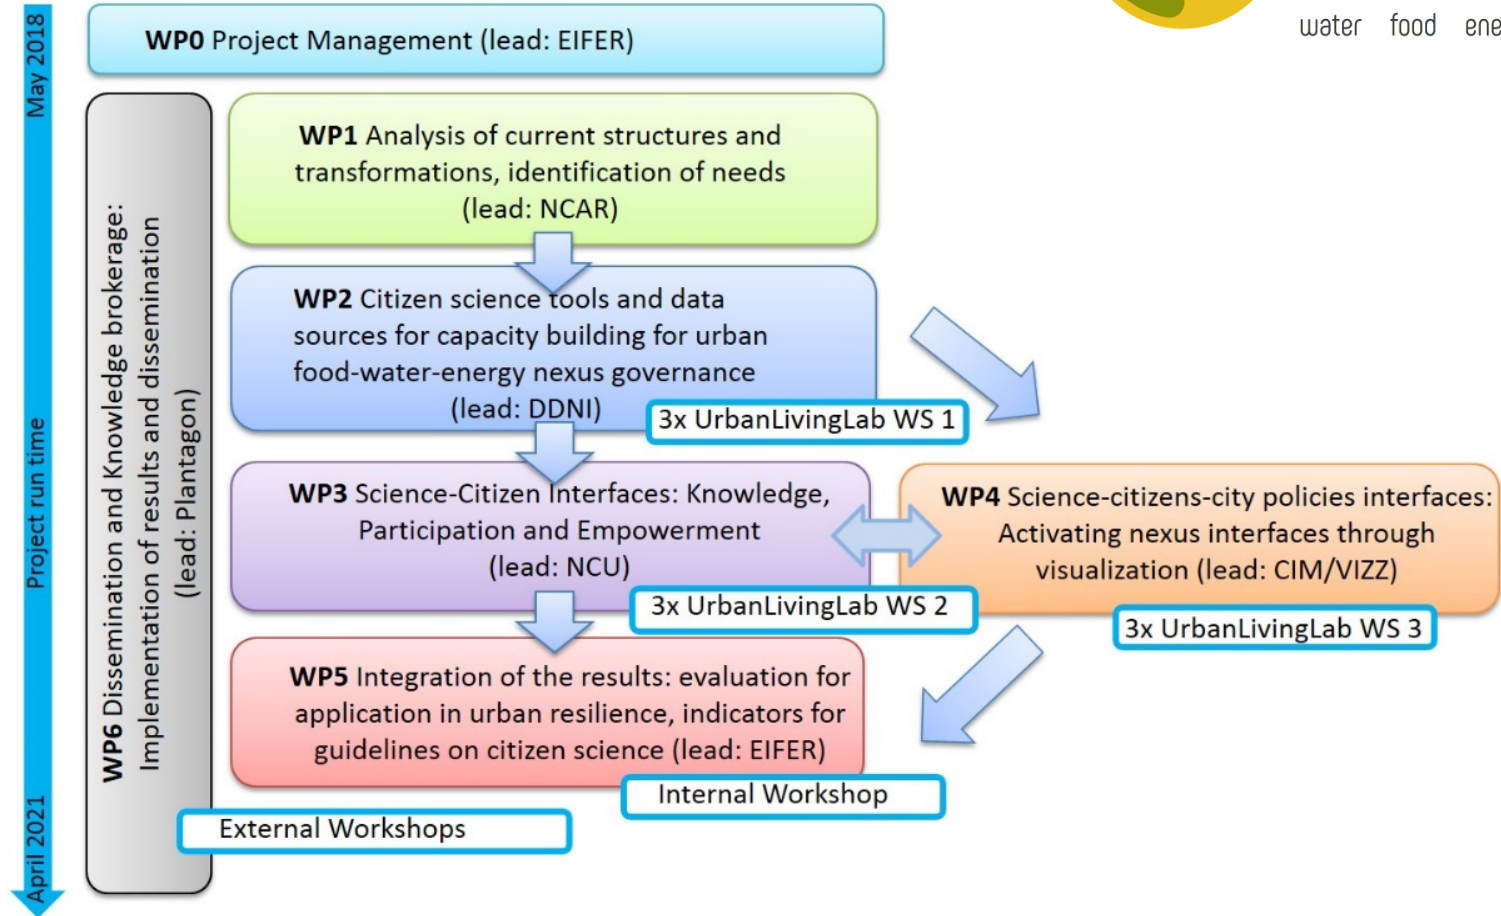 water food ene
May 2018
Project run time
April 2021
WP0 Project Management (lead: EIFER)
WP6 Dissemination and Knowledge brokerage:
Implementation of results and dissemination
(lead: Plantagon)
WP1 Analysis of current structures and
transformations, identification of needs
(lead: NCAR)
WP2 Citizen science tools and data
sources for capacity building for urban
food-water-energy nexus governance
(lead: DDNI)
3x UrbanLivingLab WS 1
WP3 Science-Citizen Interfaces: Knowledge,
Participation and Empowerment
(lead: NCU)
3x UrbanLivingLab WS 2
WP4 Science-citizens-city policies interfaces:
Activating nexus interfaces through
visualization (lead: CIM/VIZZ)
3x UrbanLivingLab WS 3
WP5 Integration of the results: evaluation for
application in urban resilience, indicators for
guidelines on citizen science (lead: EIFER)
Internal Workshop
External Workshops